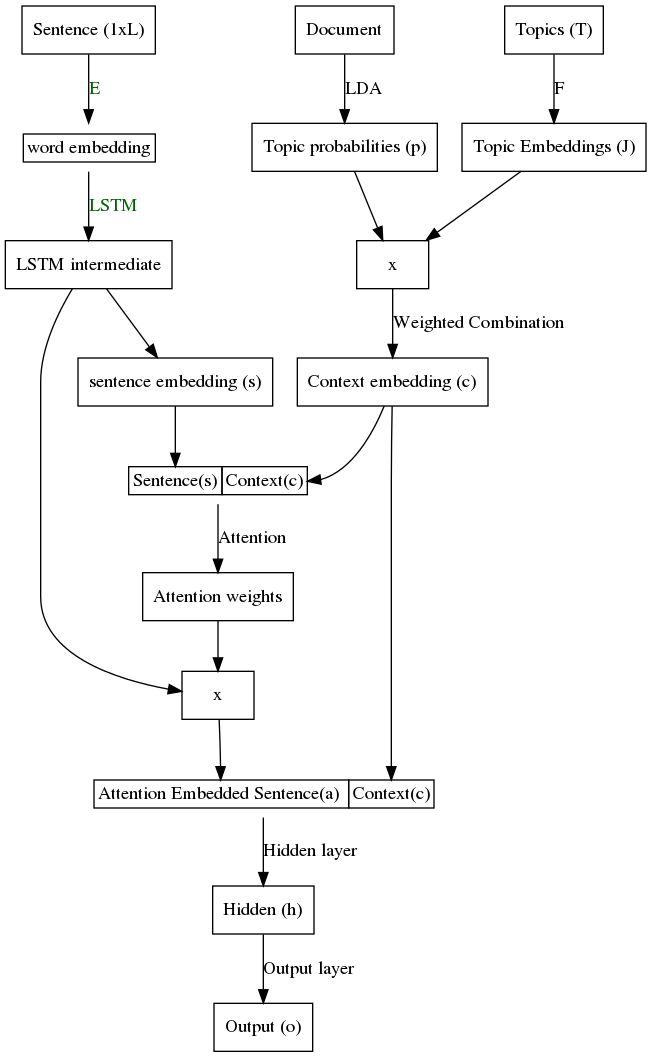 Sentence (1xL)
Document
Topics (T)
E
LDA
F
word embedding
Topic probabilities (p)
Topic Embeddings (J)
LSTM
LSTM intermediate
x
Weighted Combination
sentence embedding (s)
Context embedding (c)
Sentence(s)
Context(c)
Attention
Attention weights
x
Attention Embedded Sentence(a)
Context(c)
Hidden layer
Hidden (h)
Output layer
Output (o)